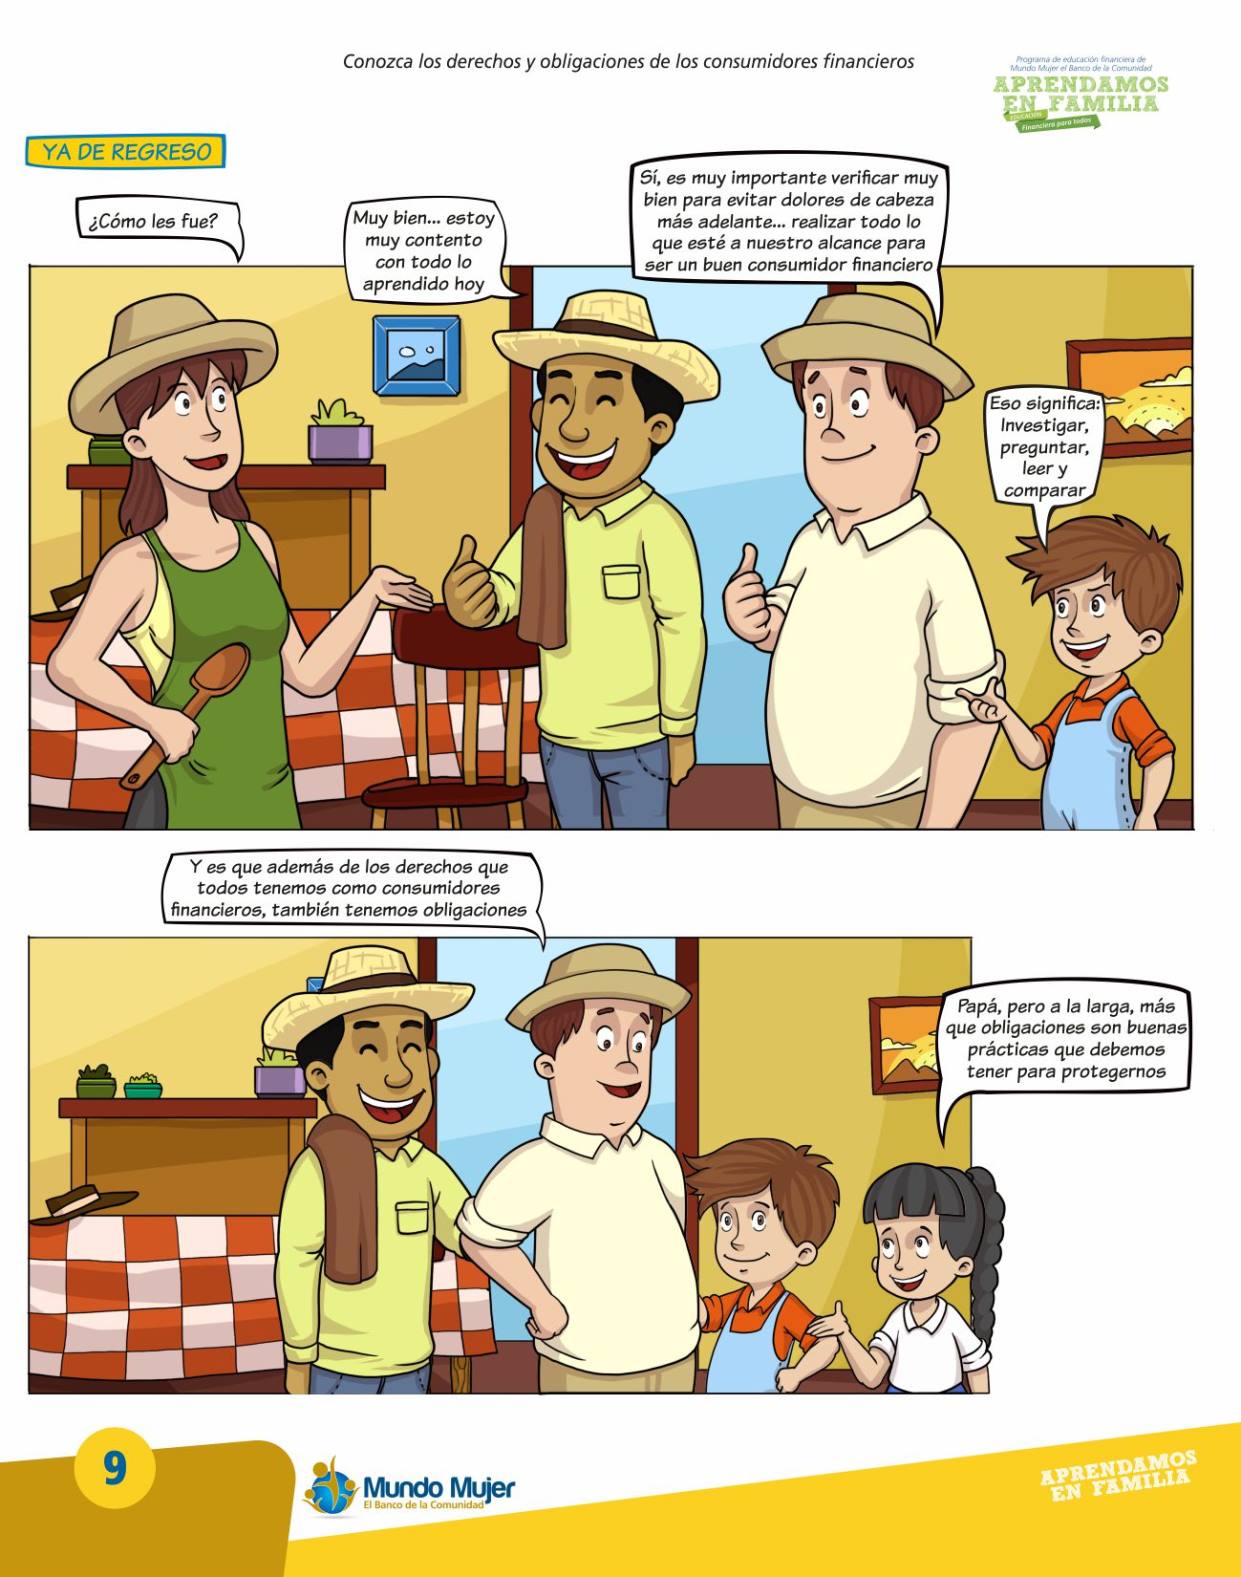 Conozca los derechos y obligaciones de los consumidores financieros
Programa de educación financiera de
Mundo Mujer el Banco de la Comunidad
APRENDAMOS
EN FAMILIA
EDUCACIÓN
Financiera para todos
YA DE REGRESO
¿Cómo les fue?
Muy bien... estoy
muy contento
con todo lo
aprendido hoy
Sí, es muy importante verificar muy
bien para evitar dolores de cabeza
más adelante... realizar todo lo
que esté a nuestro alcance para
ser un buen consumidor financiero
Eso significa:
Investigar,
preguntar,
leer y
comparar
Y es que además de los derechos que
todos tenemos como consumidores
financieros, también tenemos obligaciones
Papá, pero a la larga, más
que obligaciones son buenas
prácticas que debemos
tener para protegernos
9
Mundo Mujer
El Banco de la Comunidad
APRENDAMOS
EN FAMILIA